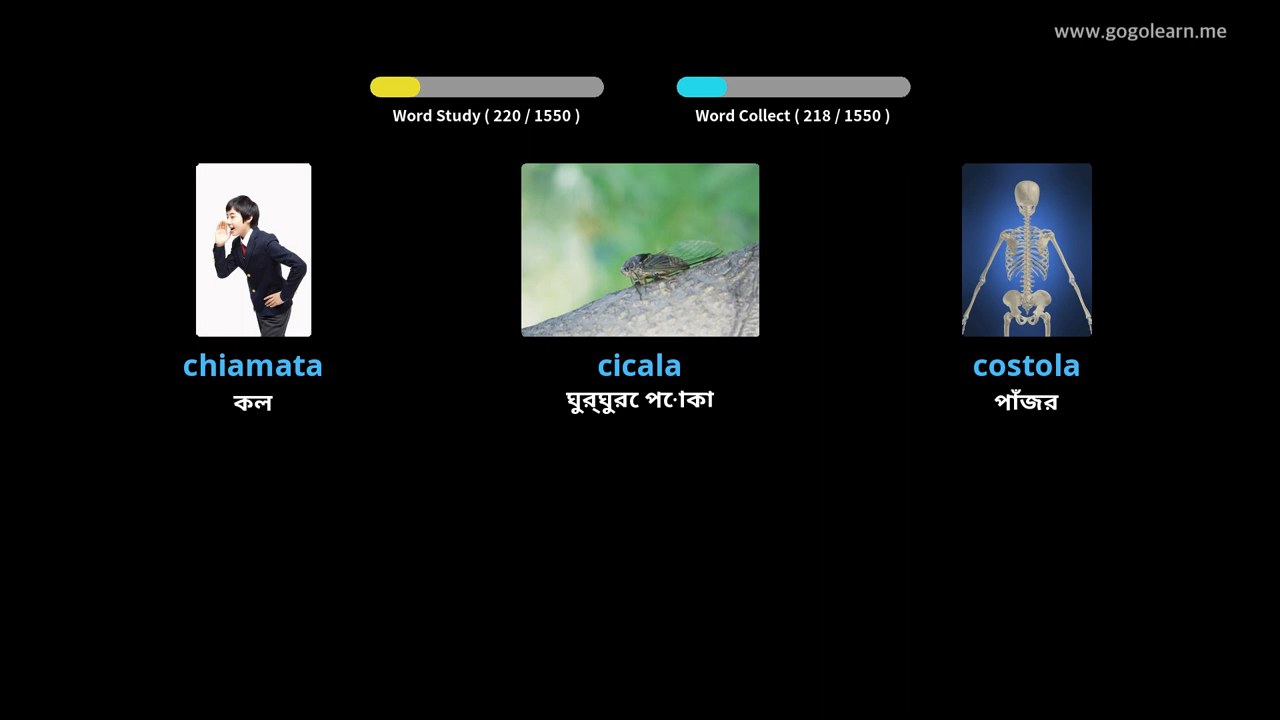 www.gogolearn.me
Word Study ( 220 / 1550 )
Word Collect ( 218 / 1550 )
chiamata
cicala
costola
কল
ঘুর্ঘুরে পোকা
পাঁজর